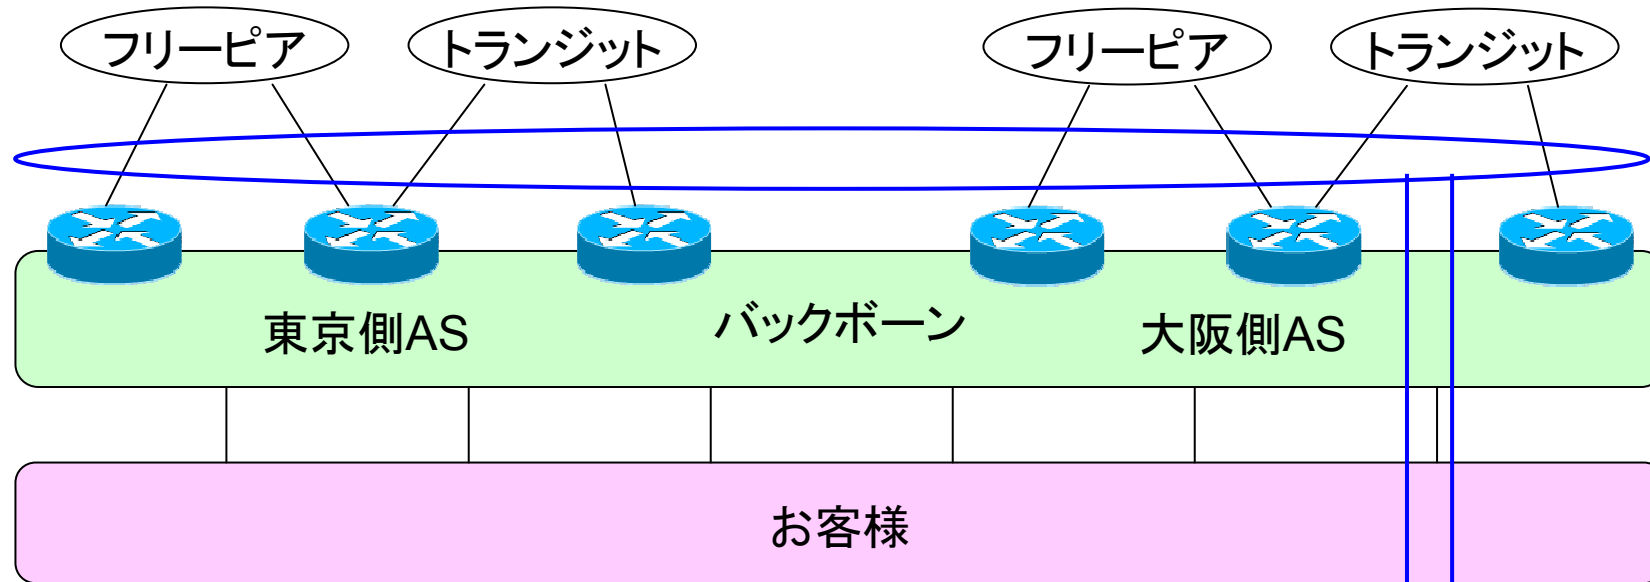 フリーピア
トランジット
フリーピア
トランジット
東京側AS
バックボーン
大阪側AS
お客様